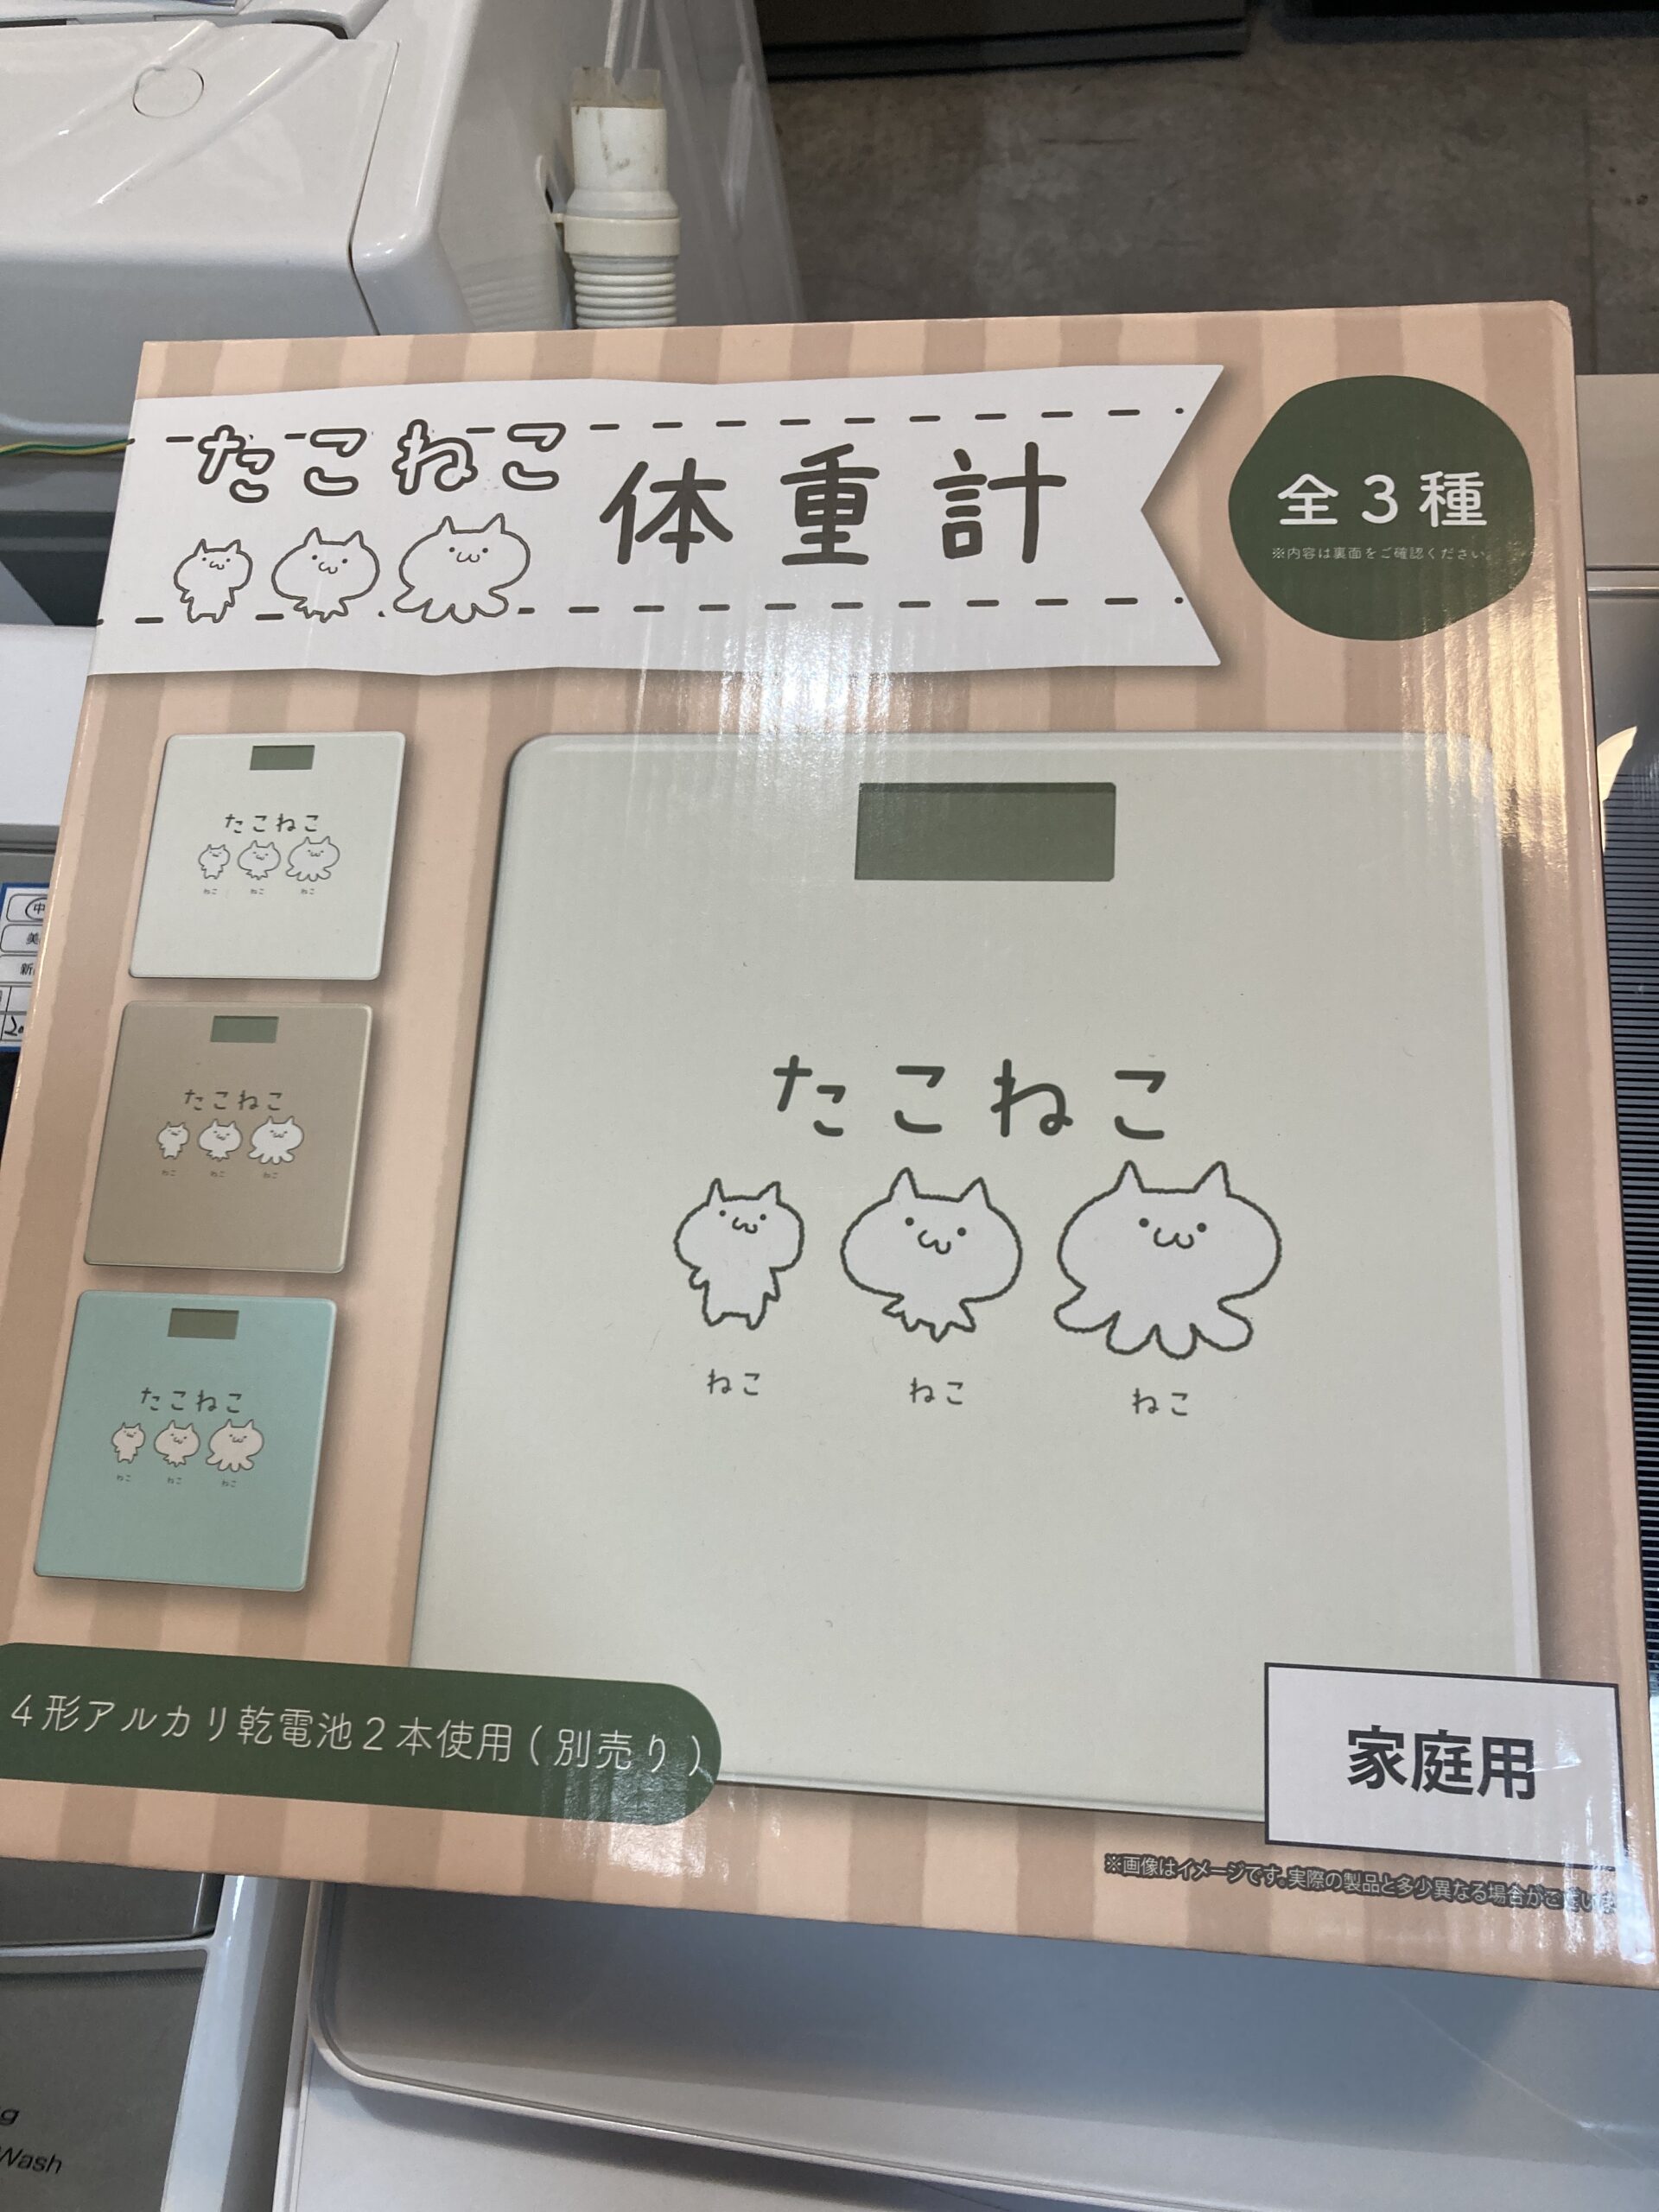 たこねこ 体重計
全3種
※内容は裏面をご確認ください。
たこねこ
ねこ ねこ ねこ
たこねこ
ねこ ねこ ねこ
たこねこ
ねこ ねこ ねこ
たこねこ
ねこ ねこ ねこ
4形アルカリ乾電池2本使用(別売り)
家庭用
※画像はイメージです。実際の製品と多少異なる場合がございま
Wash